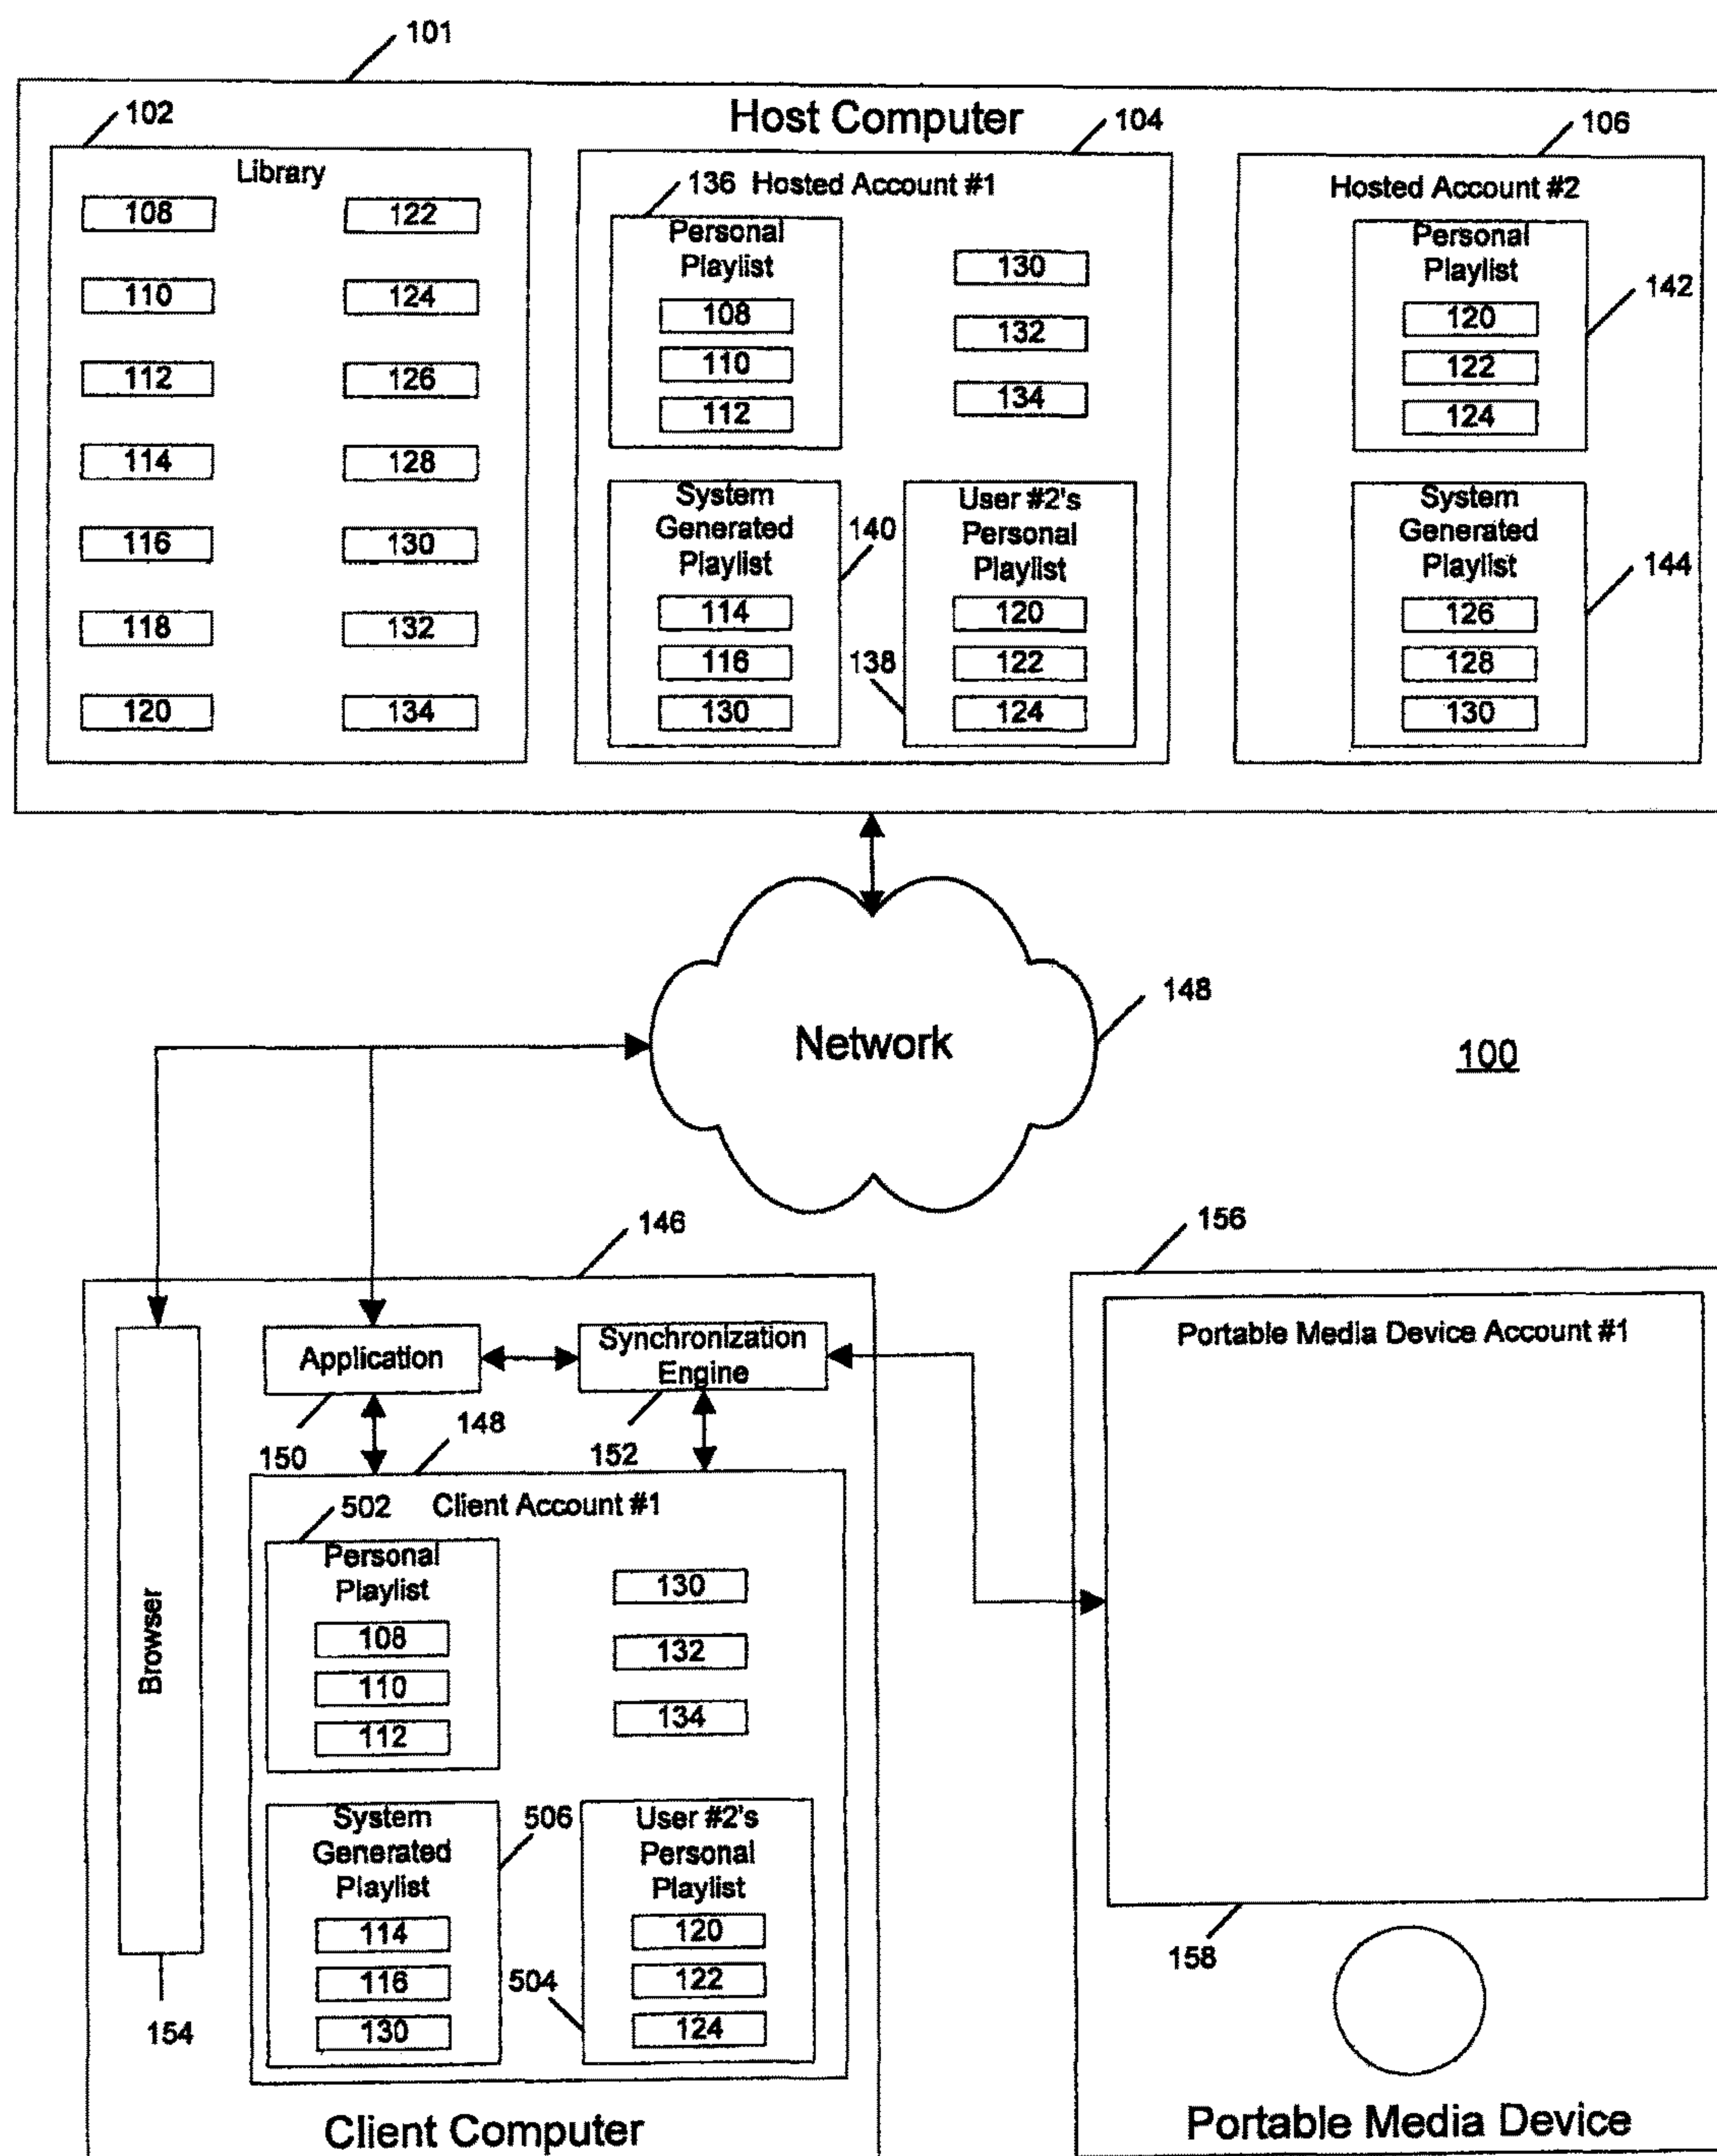 101
Host Computer
102
104
106
Library
108
122
110
124
112
126
114
128
116
130
118
132
120
134
136 Hosted Account #1
Personal
Playlist
108
110
112
130
132
134
System
Generated
Playlist
114
116
130
140
User #2's
Personal
Playlist
120
122
124
138
Hosted Account #2
Personal
Playlist
120
122
124
142
System
Generated
Playlist
126
128
130
144
Network
148
100
146
156
Browser
154
Application
150
Synchronization
Engine
152
148
502
Client Account #1
Personal
Playlist
108
110
112
130
132
134
System
Generated
Playlist
114
116
130
506
User #2's
Personal
Playlist
120
122
124
504
Client Computer
Portable Media Device Account #1
158
Portable Media Device